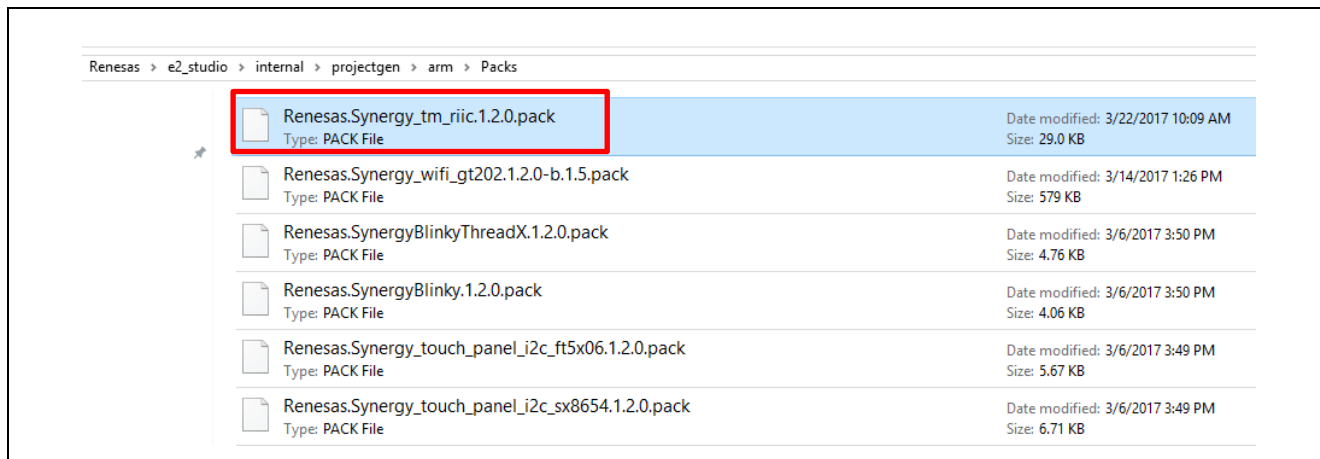 Renesas > e2_studio > internal > projectgen > arm > Packs
Renesas.Synergy_tm_riic.1.2.0.pack
Date modified: 3/22/2017 10:09 AM
Type: PACK File
Size: 29.0 KB
Renesas.Synergy_wifi_gt202.1.2.0-b.1.5.pack
Date modified: 3/14/2017 1:26 PM
Type: PACK File
Size: 579 KB
Renesas.SynergyBlinkyThreadX.1.2.0.pack
Date modified: 3/6/2017 3:50 PM
Type: PACK File
Size: 4.76 KB
Renesas.SynergyBlinky.1.2.0.pack
Date modified: 3/6/2017 3:50 PM
Type: PACK File
Size: 4.06 KB
Renesas.Synergy_touch_panel_i2c_ft5x06.1.2.0.pack
Date modified: 3/6/2017 3:49 PM
Type: PACK File
Size: 5.67 KB
Renesas.Synergy_touch_panel_i2c_sx8654.1.2.0.pack
Date modified: 3/6/2017 3:49 PM
Type: PACK File
Size: 6.71 KB